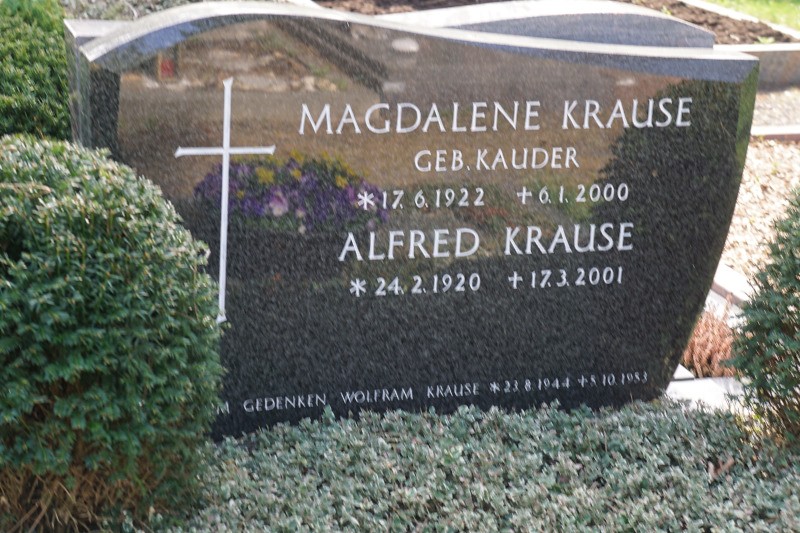 MAGDALENE KRAUSE
GEB. KAUDER
*17.6.1922 +6.1.2000
ALFRED KRAUSE
*24.2.1920 +17.3.2001
GEDENKEN WOLFRAM KRAUSE *23.8.1944 +5.10.1953